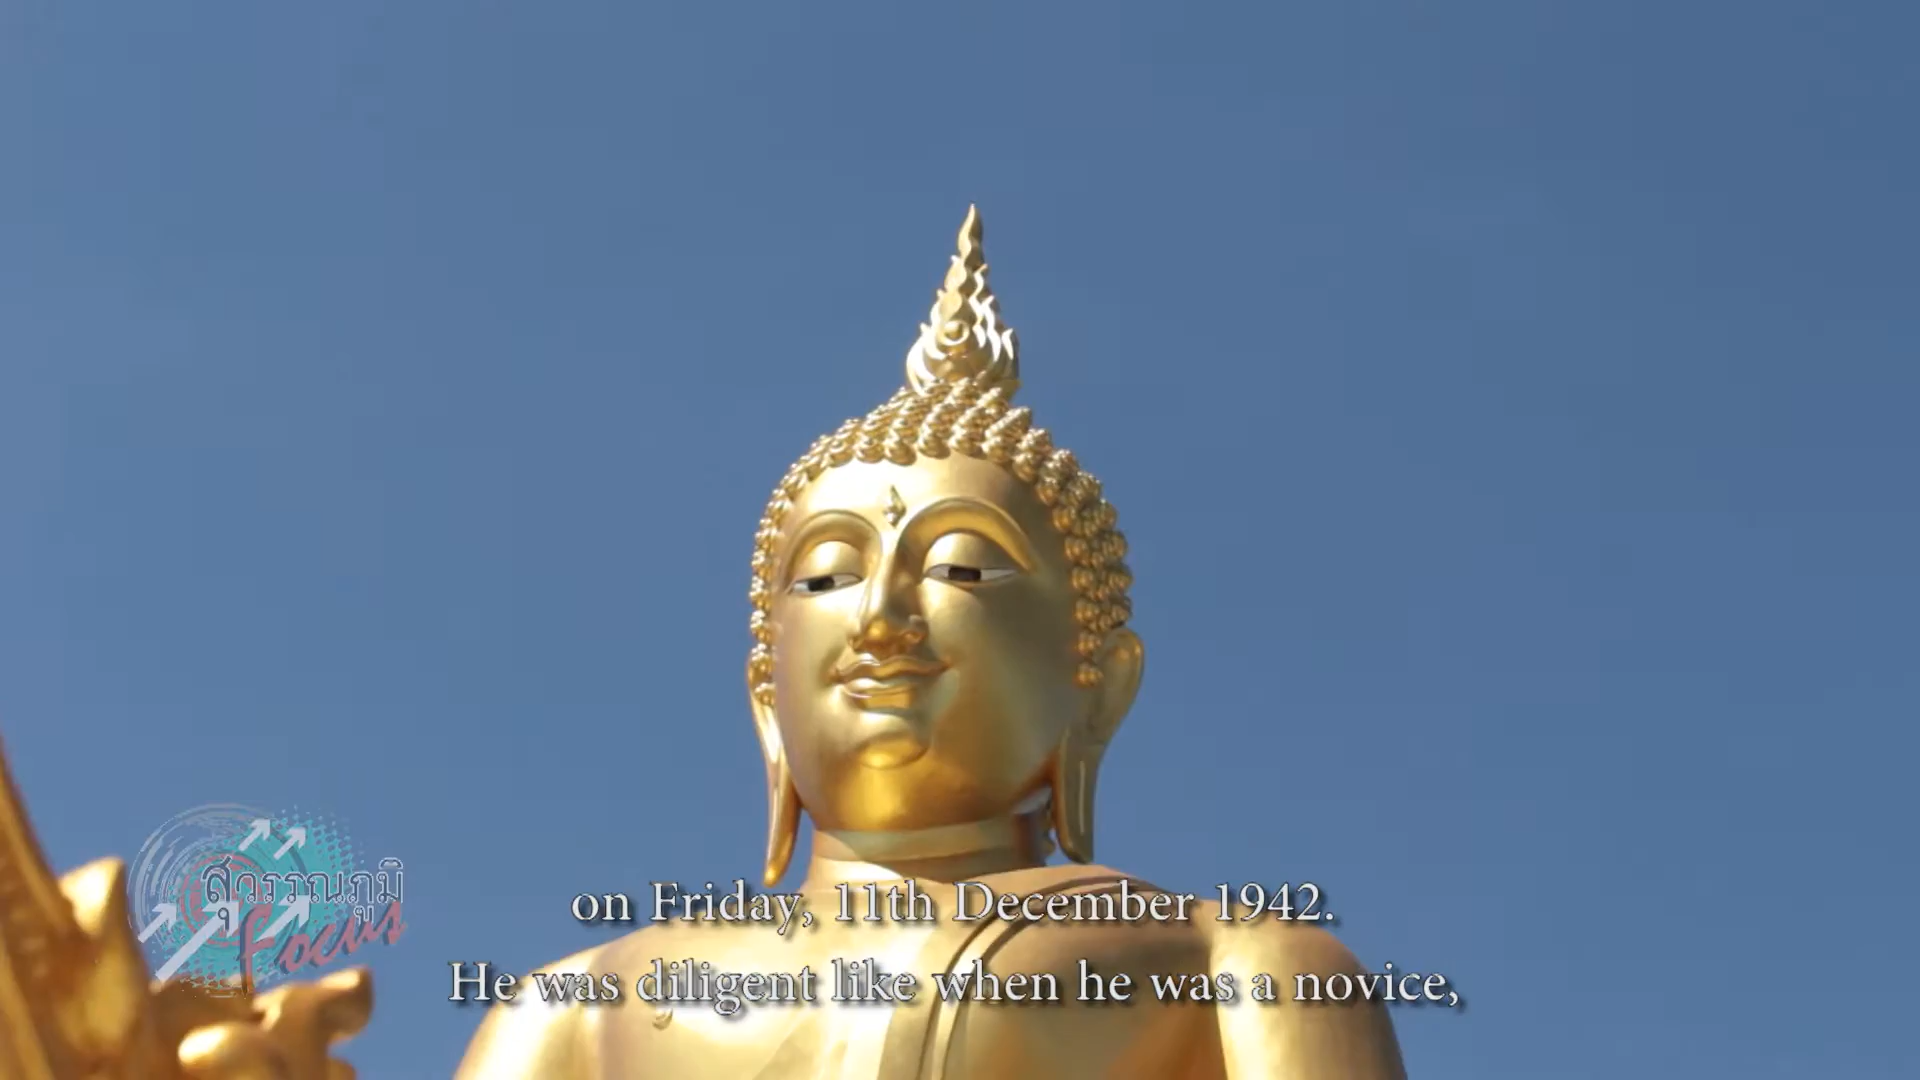 สุวรรณภูมิ
Focus
on Friday, 11th December 1942.
He was diligent like when he was a novice,